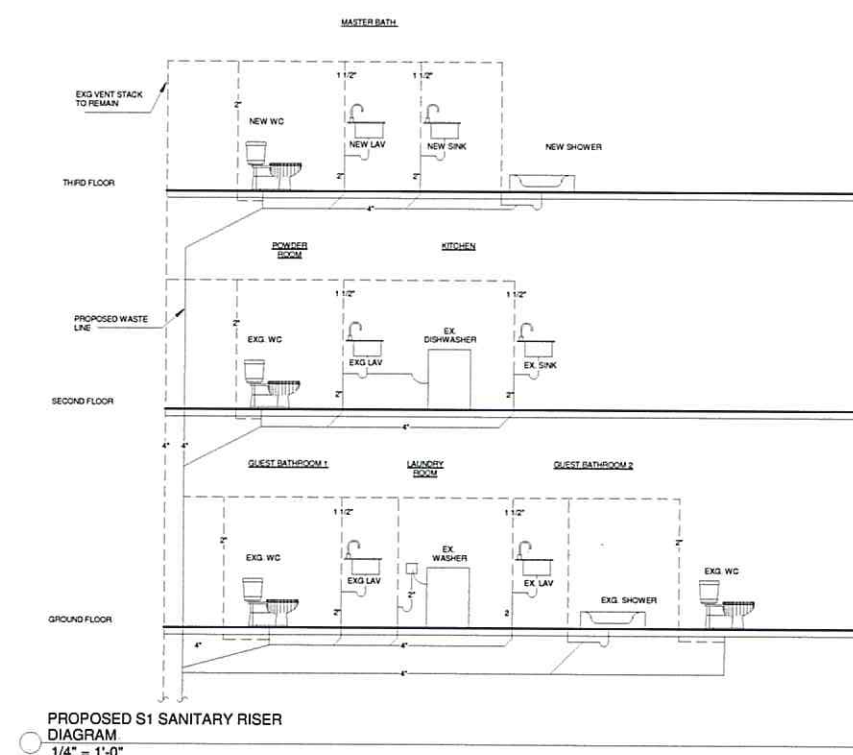 MASTER BATH
1 1/2"
1 1/2"
EXG VENT STACK
TO REMAIN
2"
NEW WC
NEW LAV
NEW SINK
NEW SHOWER
2"
2"
THIRD FLOOR
4"
POWDER
ROOM
KITCHEN
1 1/2"
1 1/2"
PROPOSED WASTE
LINE
2"
EXG. WC
EX.
DISHWASHER
EXG LAV
EX. SINK
2"
2"
SECOND FLOOR
4"
4"
4"
GUEST BATHROOM 1
LAUNDRY
ROOM
GUEST BATHROOM 2
1 1/2"
1 1/2"
2"
2"
EXG. WC
EX.
WASHER
EXG LAV
EX. LAV
EXG. WC
2"
EXG. SHOWER
2"
2
GROUND FLOOR
4"
4"
4"
PROPOSED S1 SANITARY RISER
DIAGRAM
1/4" = 1'-0"